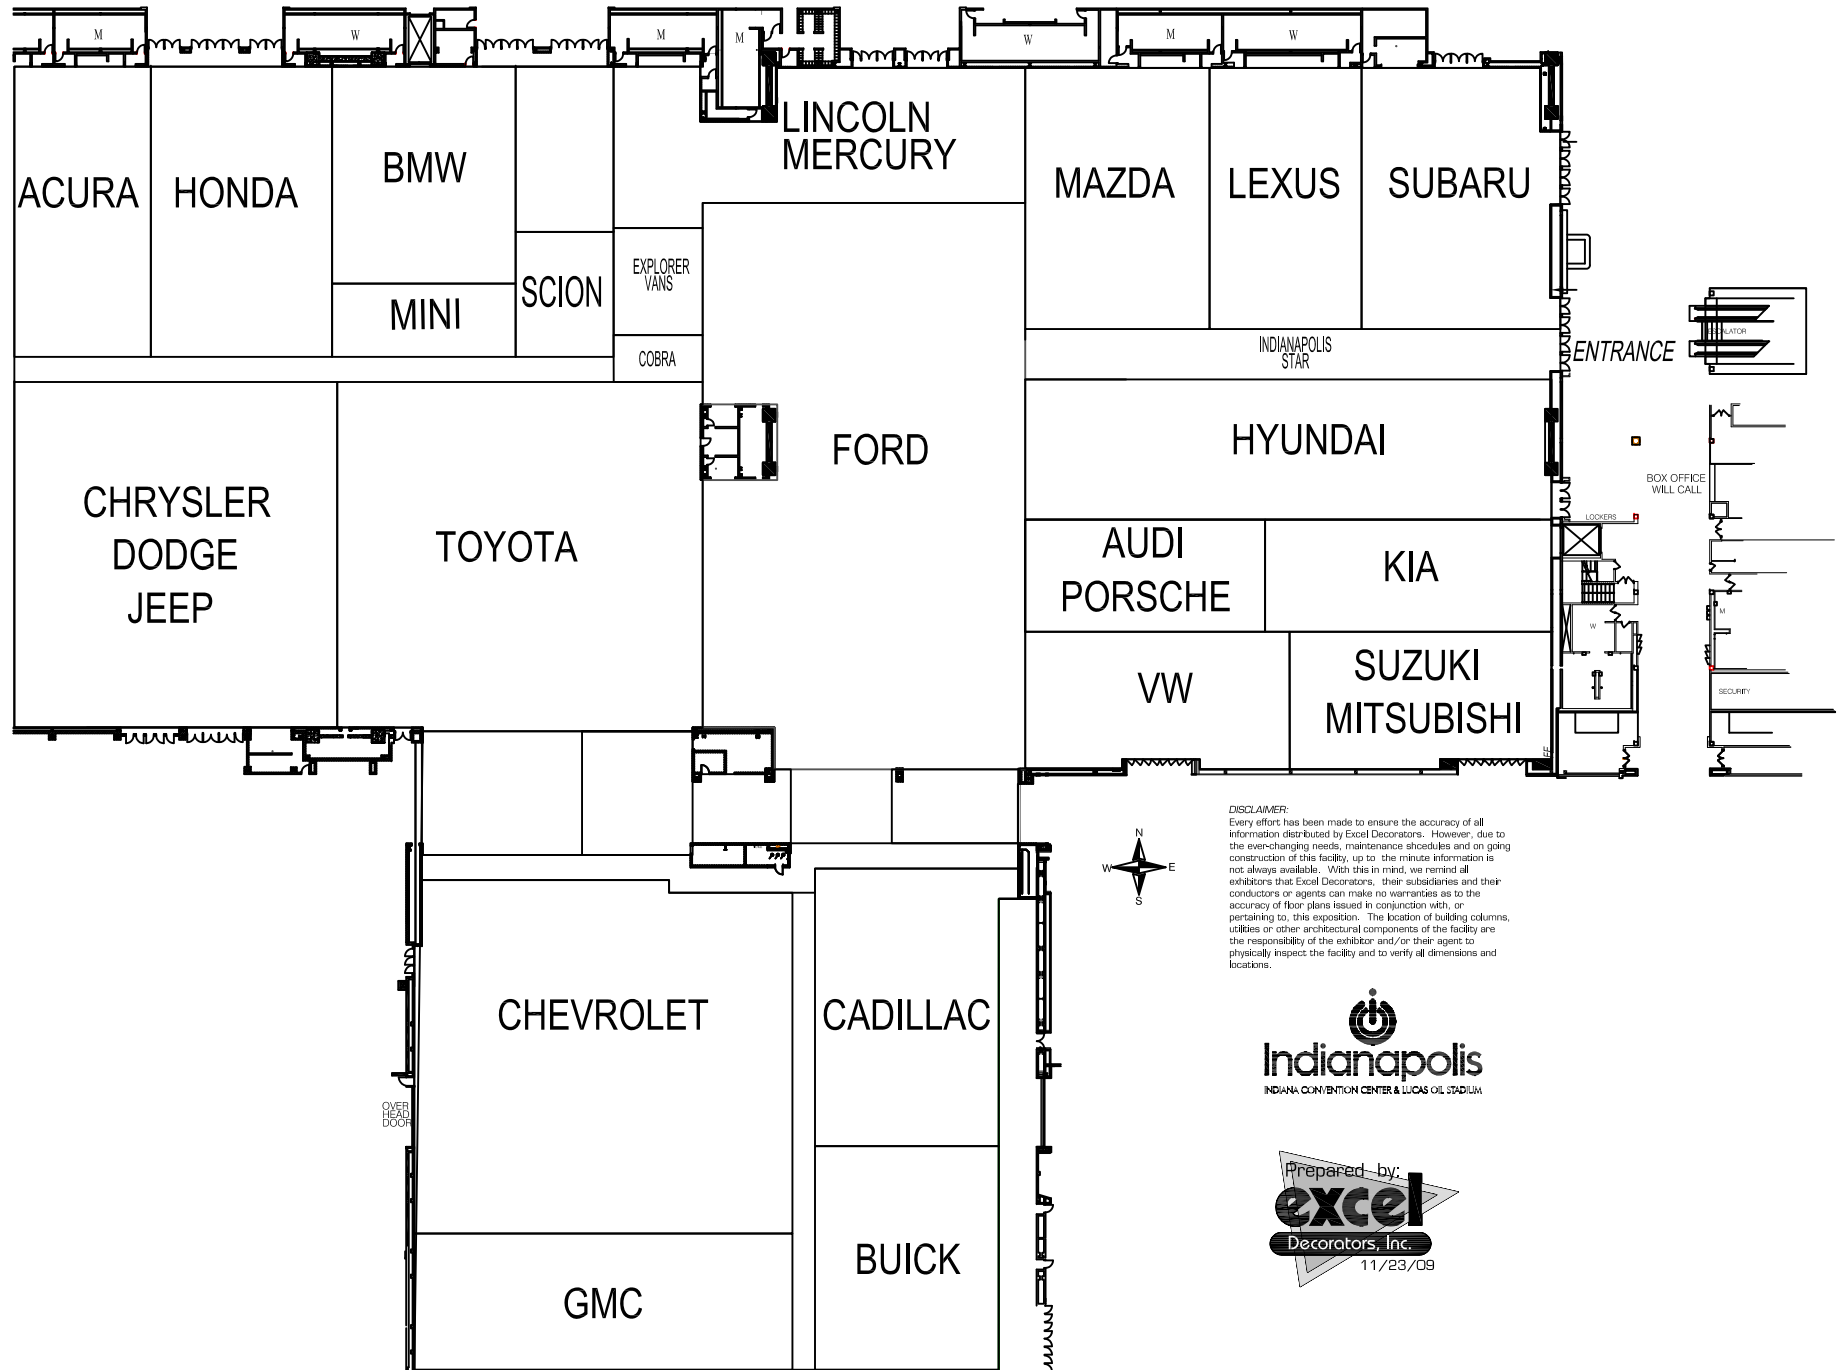 M
W
M
M
W
M
W
LINCOLN
MERCURY
ACURA
HONDA
BMW
MAZDA
LEXUS
SUBARU
EXPLORER
VANS
SCION
MINI
COBRA
INDIANAPOLIS
STAR
ENTRANCE
ESCALATOR
FORD
HYUNDAI
BOX OFFICE
WILL CALL
LOCKERS
CHRYSLER
DODGE
JEEP
TOYOTA
AUDI
PORSCHE
KIA
M
W
VW
SUZUKI
MITSUBISHI
SECURITY
DISCLAIMER:
Every effort has been made to ensure the accuracy of all
information distributed by Excel Decorators. However, due to
the ever-changing needs, maintenance shcedules and on going
construction of this facility, up to the minute information is
not always available. With this in mind, we remind all
exhibitors that Excel Decorators, their subsidiaries and their
conductors or agents can make no warranties as to the
accuracy of floor plans issued in conjunction with, or
pertaining to, this exposition. The location of building columns,
utilities or other architectural components of the facility are
the responsibility of the exhibitor and/or their agent to
physically inspect the facility and to verify all dimensions and
locations.
N
W E
S
CHEVROLET
CADILLAC
OVER
HEAD
DOOR
Indianapolis
INDIANA CONVENTION CENTER & LUCAS OIL STADIUM
GMC
BUICK
Prepared by:
excel
Decorators, Inc.
11/23/09